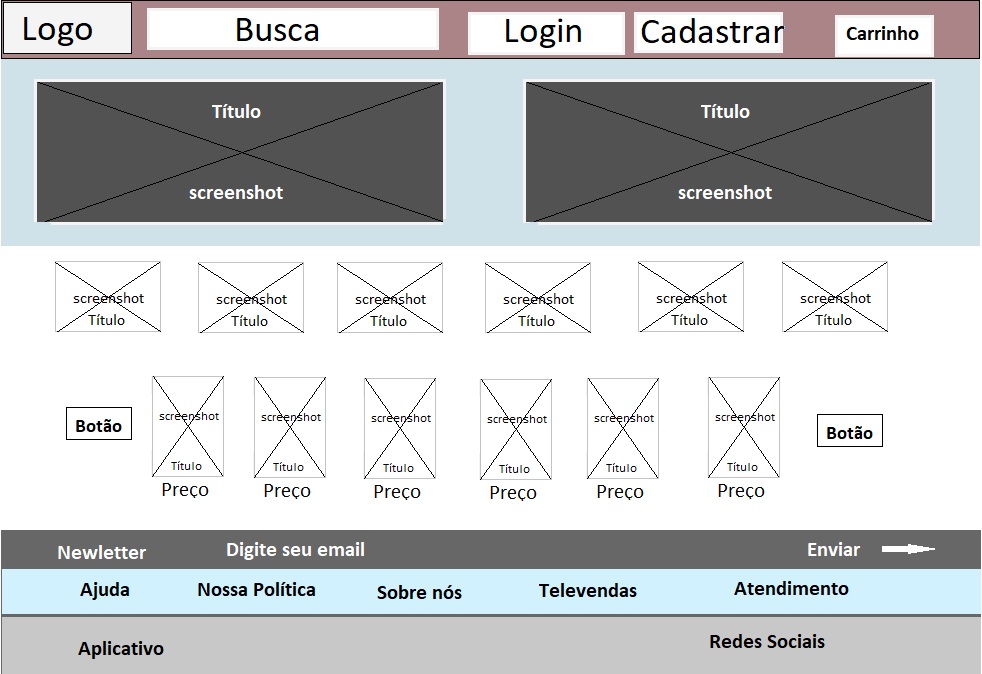 Logo Busca Login Cadastrar Carrinho
Título Título
screenshot screenshot
screenshot screenshot screenshot screenshot screenshot screenshot
Título Título Título Título Título Título
screenshot screenshot screenshot screenshot screenshot screenshot
Botão Botão
Título Título Título Título Título Título
Preço Preço Preço Preço Preço Preço
Newletter Digite seu email Enviar
Ajuda Nossa Política Sobre nós Televendas Atendimento
Aplicativo Redes Sociais